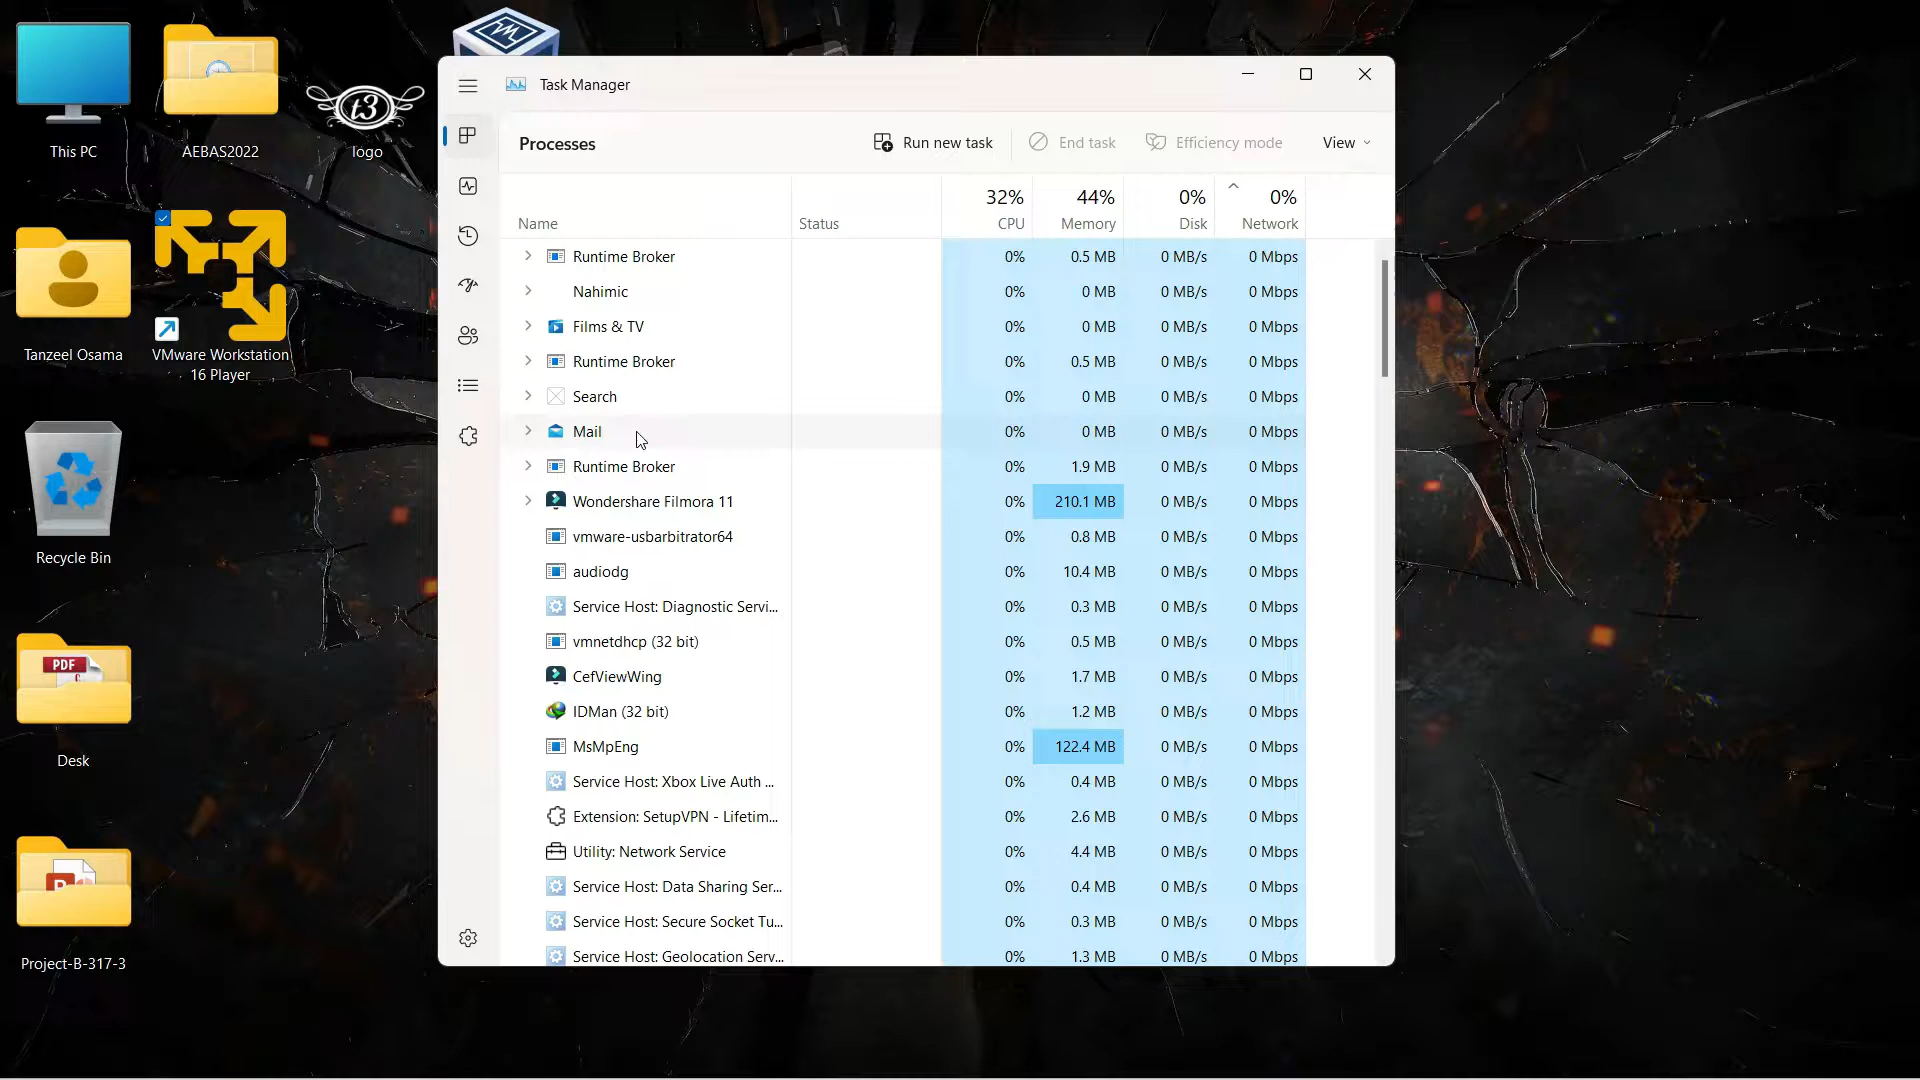 This PC
AEBAS2022
t3
logo
Tanzeel Osama
VMware Workstation
16 Player
Recycle Bin
PDF
Desk
Project-B-317-3
Task Manager
Processes
Run new task
End task
Efficiency mode
View
32% 44% 0% 0%
Name Status CPU Memory Disk Network
Runtime Broker 0% 0.5 MB 0 MB/s 0 Mbps
Nahimic 0% 0 MB 0 MB/s 0 Mbps
Films & TV 0% 0 MB 0 MB/s 0 Mbps
Runtime Broker 0% 0.5 MB 0 MB/s 0 Mbps
Search 0% 0 MB 0 MB/s 0 Mbps
Mail 0% 0 MB 0 MB/s 0 Mbps
Runtime Broker 0% 1.9 MB 0 MB/s 0 Mbps
Wondershare Filmora 11 0% 210.1 MB 0 MB/s 0 Mbps
vmware-usbarbitrator64 0% 0.8 MB 0 MB/s 0 Mbps
audiodg 0% 10.4 MB 0 MB/s 0 Mbps
Service Host: Diagnostic Servi... 0% 0.3 MB 0 MB/s 0 Mbps
vmnetdhcp (32 bit) 0% 0.5 MB 0 MB/s 0 Mbps
CefViewWing 0% 1.7 MB 0 MB/s 0 Mbps
IDMan (32 bit) 0% 1.2 MB 0 MB/s 0 Mbps
MsMpEng 0% 122.4 MB 0 MB/s 0 Mbps
Service Host: Xbox Live Auth ... 0% 0.4 MB 0 MB/s 0 Mbps
Extension: SetupVPN - Lifetim... 0% 2.6 MB 0 MB/s 0 Mbps
Utility: Network Service 0% 4.4 MB 0 MB/s 0 Mbps
Service Host: Data Sharing Ser... 0% 0.4 MB 0 MB/s 0 Mbps
Service Host: Secure Socket Tu... 0% 0.3 MB 0 MB/s 0 Mbps
Service Host: Geolocation Serv... 0% 1.3 MB 0 MB/s 0 Mbps